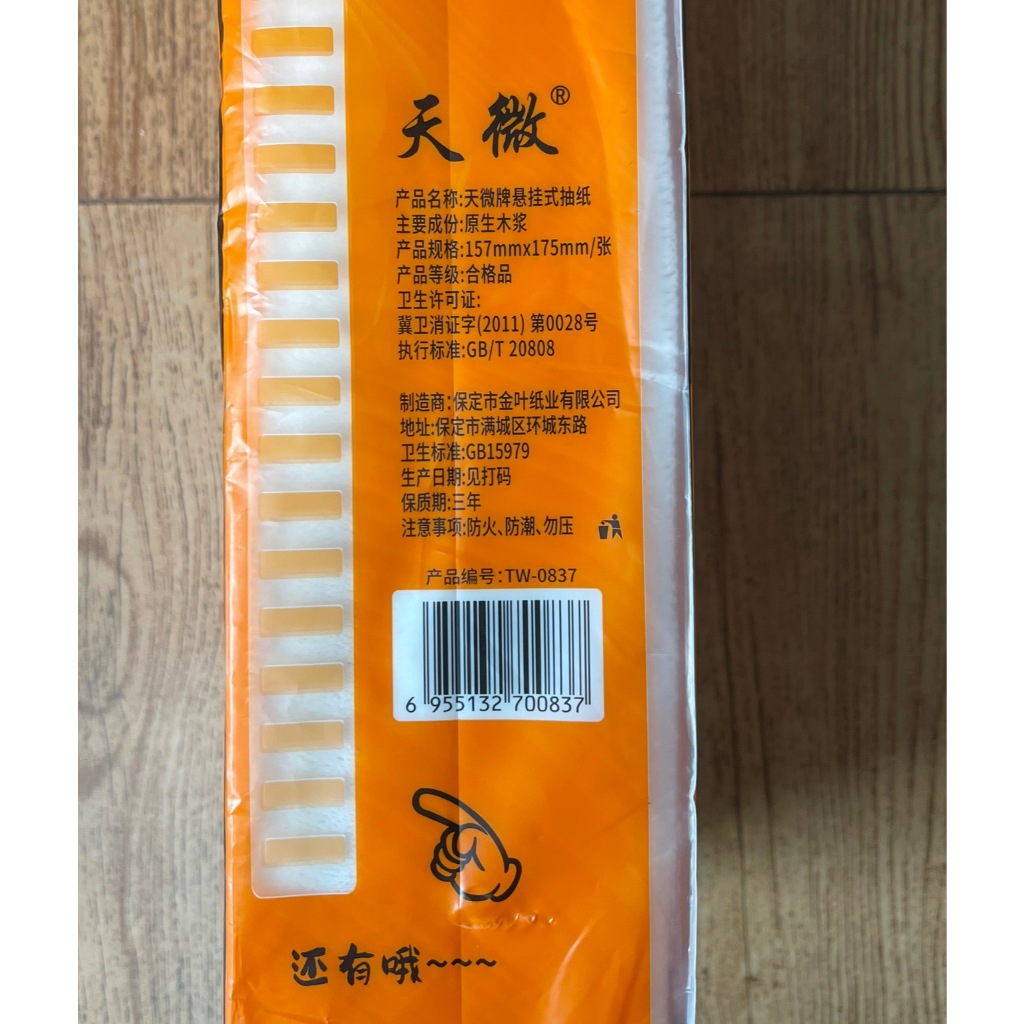 天微®
产品名称:天微牌悬挂式抽纸
主要成份:原生木浆
产品规格:157mmx175mm/张
产品等级:合格品
卫生许可证:
冀卫消证字(2011) 第0028号
执行标准:GB/T 20808
制造商:保定市金叶纸业有限公司
地址:保定市满城区环城东路
卫生标准:GB15979
生产日期:见打码
保质期:三年
注意事项:防火、防潮、勿压
产品编号:TW-0837
6 955132 700837
还有哦~~~